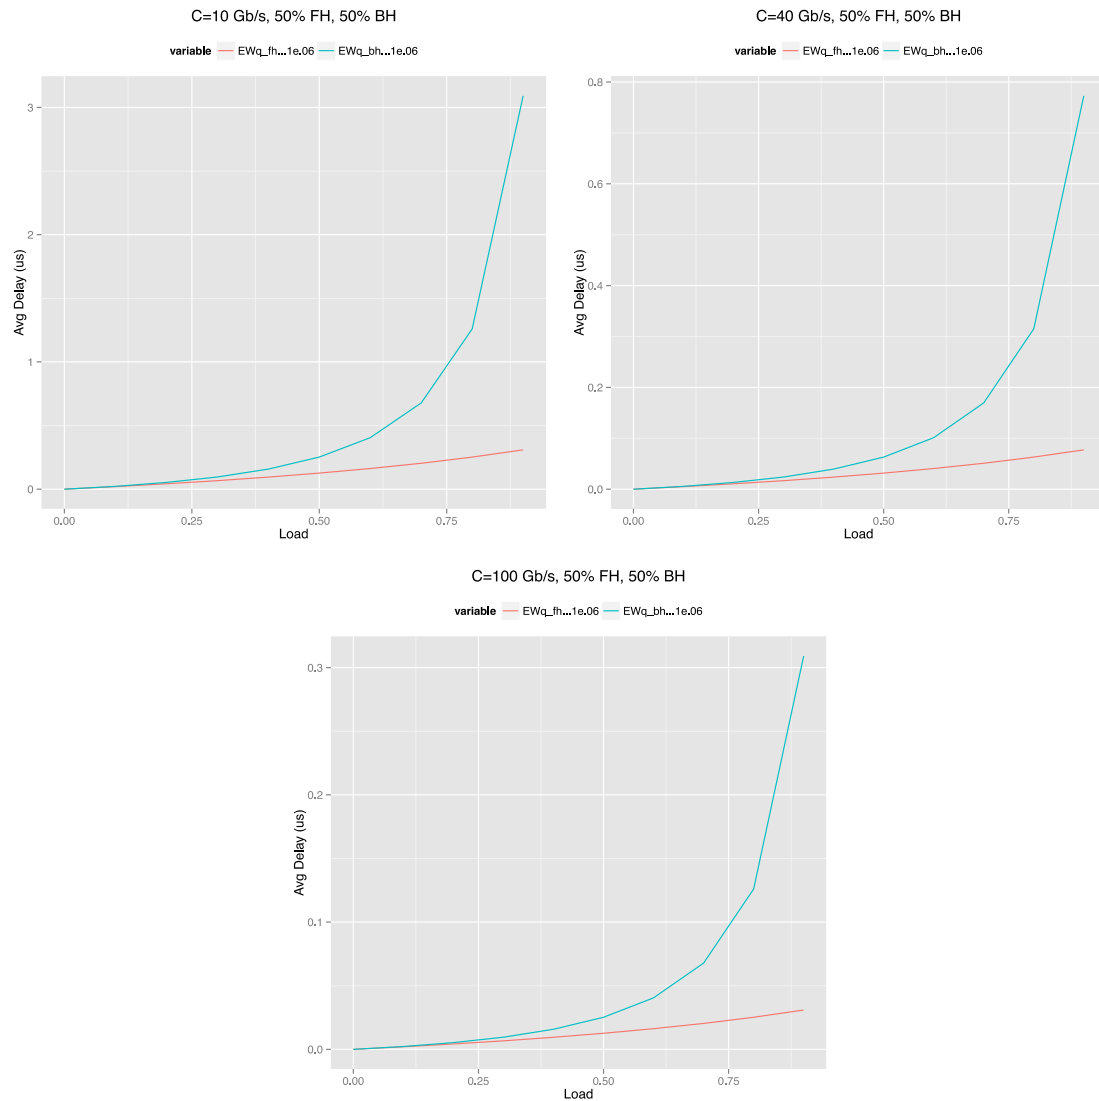 C=10 Gb/s, 50% FH, 50% BH
variable EWq_fh...1e.06 EWq_bh...1e.06
3
2
1
0
Avg Delay (us)
0.00 0.25 0.50 0.75
Load
C=40 Gb/s, 50% FH, 50% BH
variable EWq_fh...1e.06 EWq_bh...1e.06
0.8
0.6
0.4
0.2
0.0
Avg Delay (us)
0.00 0.25 0.50 0.75
Load
C=100 Gb/s, 50% FH, 50% BH
variable EWq_fh...1e.06 EWq_bh...1e.06
0.3
0.2
0.1
0.0
Avg Delay (us)
0.00 0.25 0.50 0.75
Load